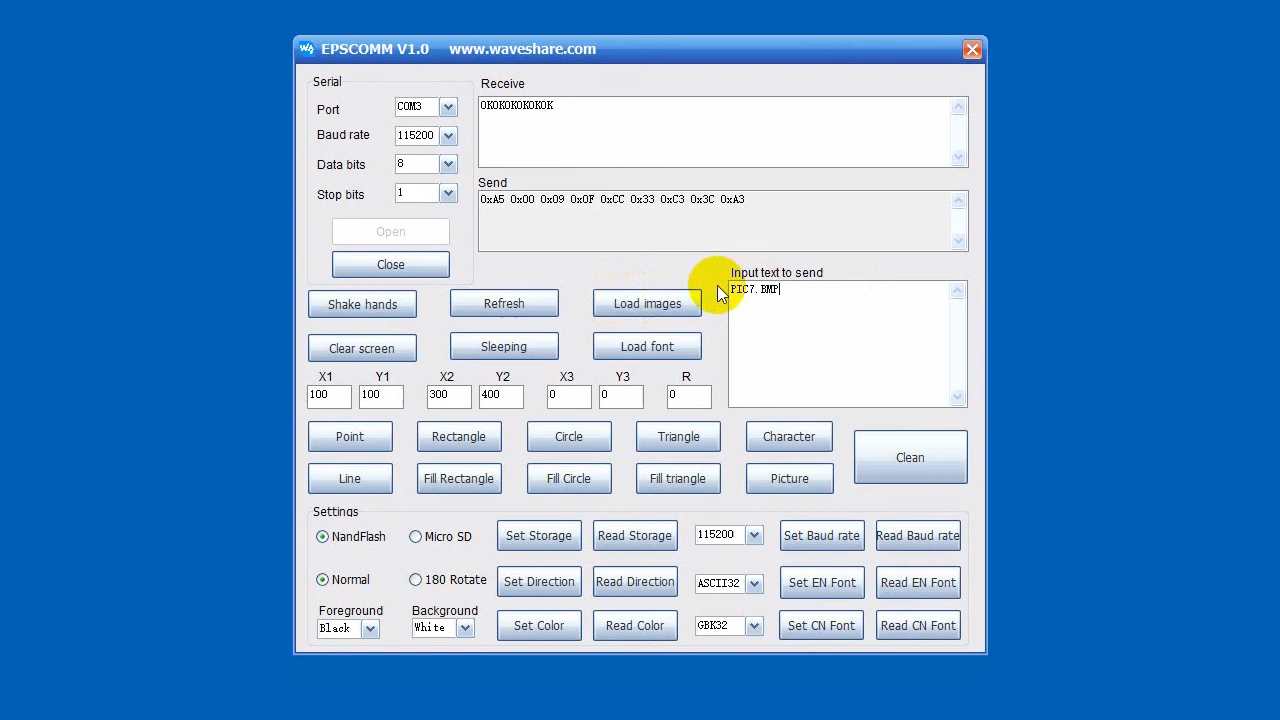 EPSCOMM V1.0 www.waveshare.com
Serial
Port COM3
Baud rate 115200
Data bits 8
Stop bits 1
Open
Close
Receive
OKOKOKOKOKOK
Send
0xA5 0x00 0x09 0x0F 0xCC 0x33 0xC3 0x3C 0xA3
Input text to send
PIC7.BMP
Shake hands Refresh Load images
Clear screen Sleeping Load font
X1 Y1 X2 Y2 X3 Y3 R
100 100 300 400 0 0 0
Point Rectangle Circle Triangle Character
Line Fill Rectangle Fill Circle Fill triangle Picture
Clean
Settings
NandFlash Micro SD Set Storage Read Storage 115200 Set Baud rate Read Baud rate
Normal 180 Rotate Set Direction Read Direction ASCII32 Set EN Font Read EN Font
Foreground Background
Black White Set Color Read Color GBK32 Set CN Font Read CN Font